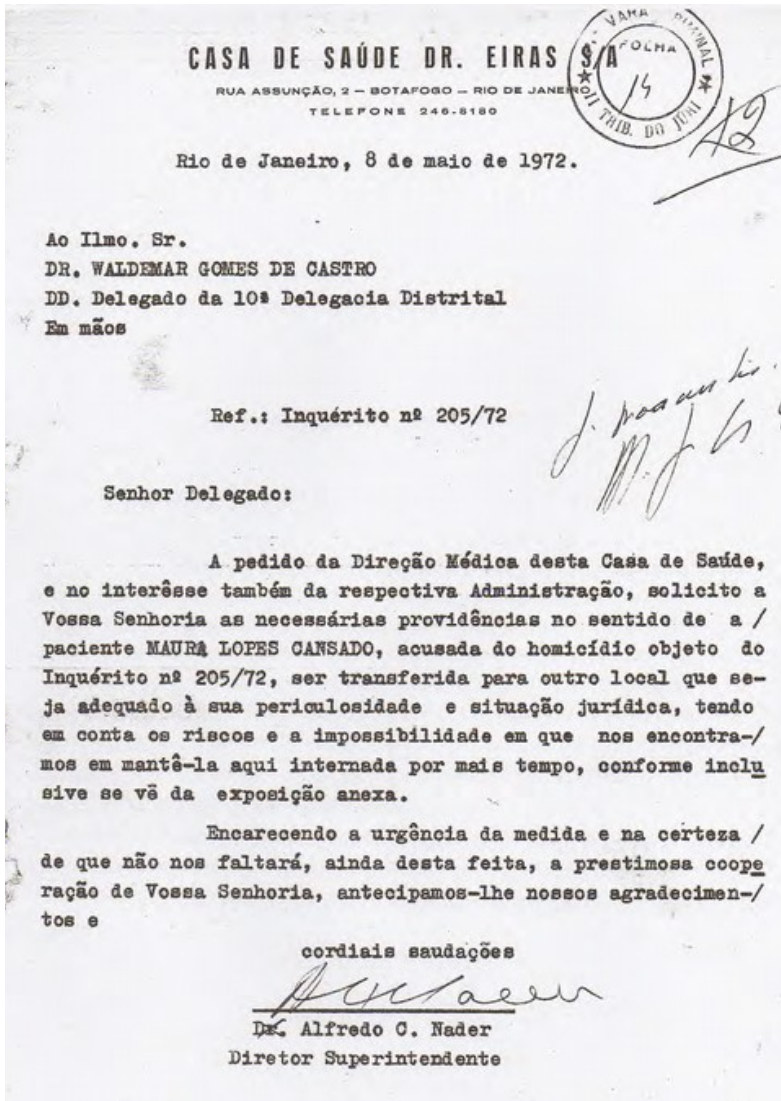 CASA DE SAÚDE DR. EIRAS S/A
RUA ASSUNÇÃO, 2 — BOTAFOGO — RIO DE JANEIRO
TELEFONE 246-8180
VARA CRIMINAL
FOLHA
14
II TRIB. DO JÚRI
42
Rio de Janeiro, 8 de maio de 1972.
Ao Ilmo. Sr.
DR. WALDEMAR GOMES DE CASTRO
DD. Delegado da 10ª Delegacia Distrital
Em mãos
Ref.: Inquérito nº 205/72
Senhor Delegado:
A pedido da Direção Médica desta Casa de Saúde,
e no interêsse também da respectiva Administração, solicito a
Vossa Senhoria as necessárias providências no sentido de a /
paciente MAURA LOPES CANSADO, acusada do homicídio objeto do
Inquérito nº 205/72, ser transferida para outro local que se-
ja adequado à sua periculosidade e situação jurídica, tendo
em conta os riscos e a impossibilidade em que nos encontra-/
mos em mantê-la aqui internada por mais tempo, conforme inclu
sive se vê da exposição anexa.
Encarecendo a urgência da medida e na certeza /
de que não nos faltará, ainda desta feita, a prestimosa coope
ração de Vossa Senhoria, antecipamos-lhe nossos agradecimen-/
tos e
cordiais saudações
Dr. Alfredo C. Nader
Diretor Superintendente